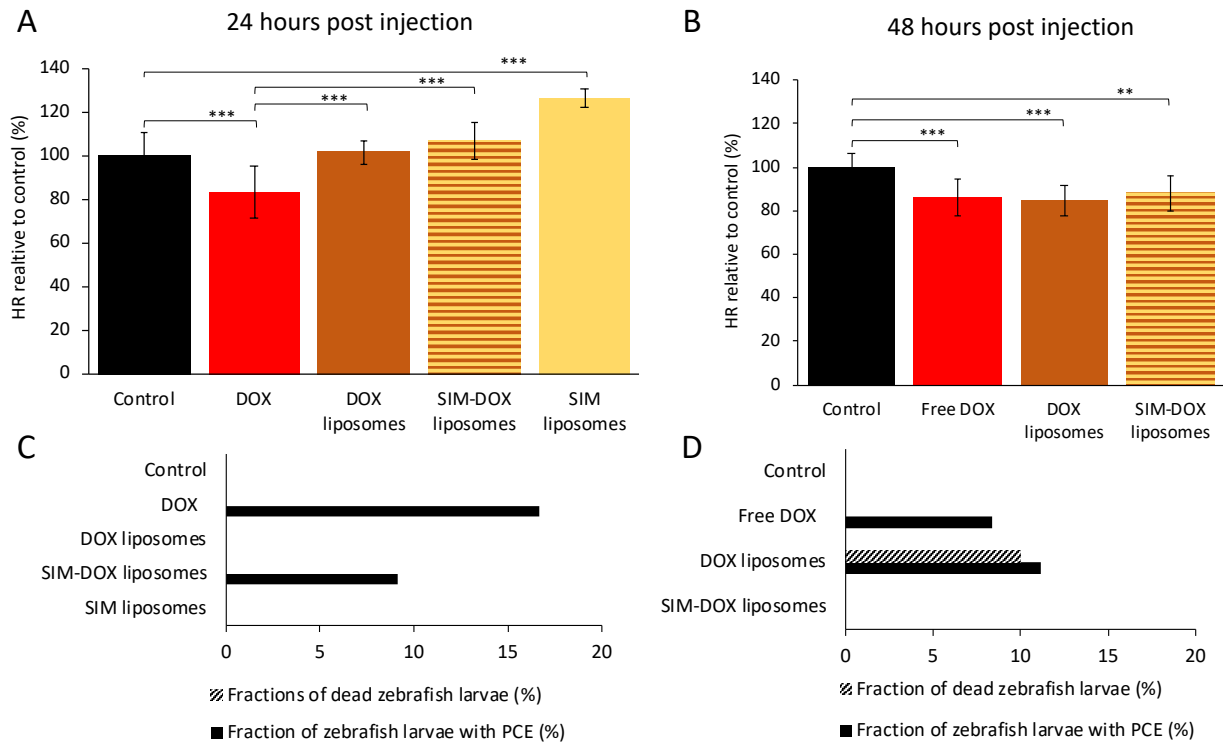 A
24 hours post injection
HR realtive to control (%)
140
120
100
80
60
40
20
0
***
***
***
***
Control
DOX
DOX
liposomes
SIM-DOX
liposomes
SIM
liposomes
B
48 hours post injection
HR relative to control (%)
140
120
100
80
60
40
20
0
**
***
***
Control
Free DOX
DOX
liposomes
SIM-DOX
liposomes
C
Control
DOX
DOX liposomes
SIM-DOX liposomes
SIM liposomes
0 5 10 15 20
Fractions of dead zebrafish larvae (%)
Fraction of zebrafish larvae with PCE (%)
D
Control
Free DOX
DOX liposomes
SIM-DOX liposomes
0 5 10 15 20
Fraction of dead zebrafish larvae (%)
Fraction of zebrafish larvae with PCE (%)